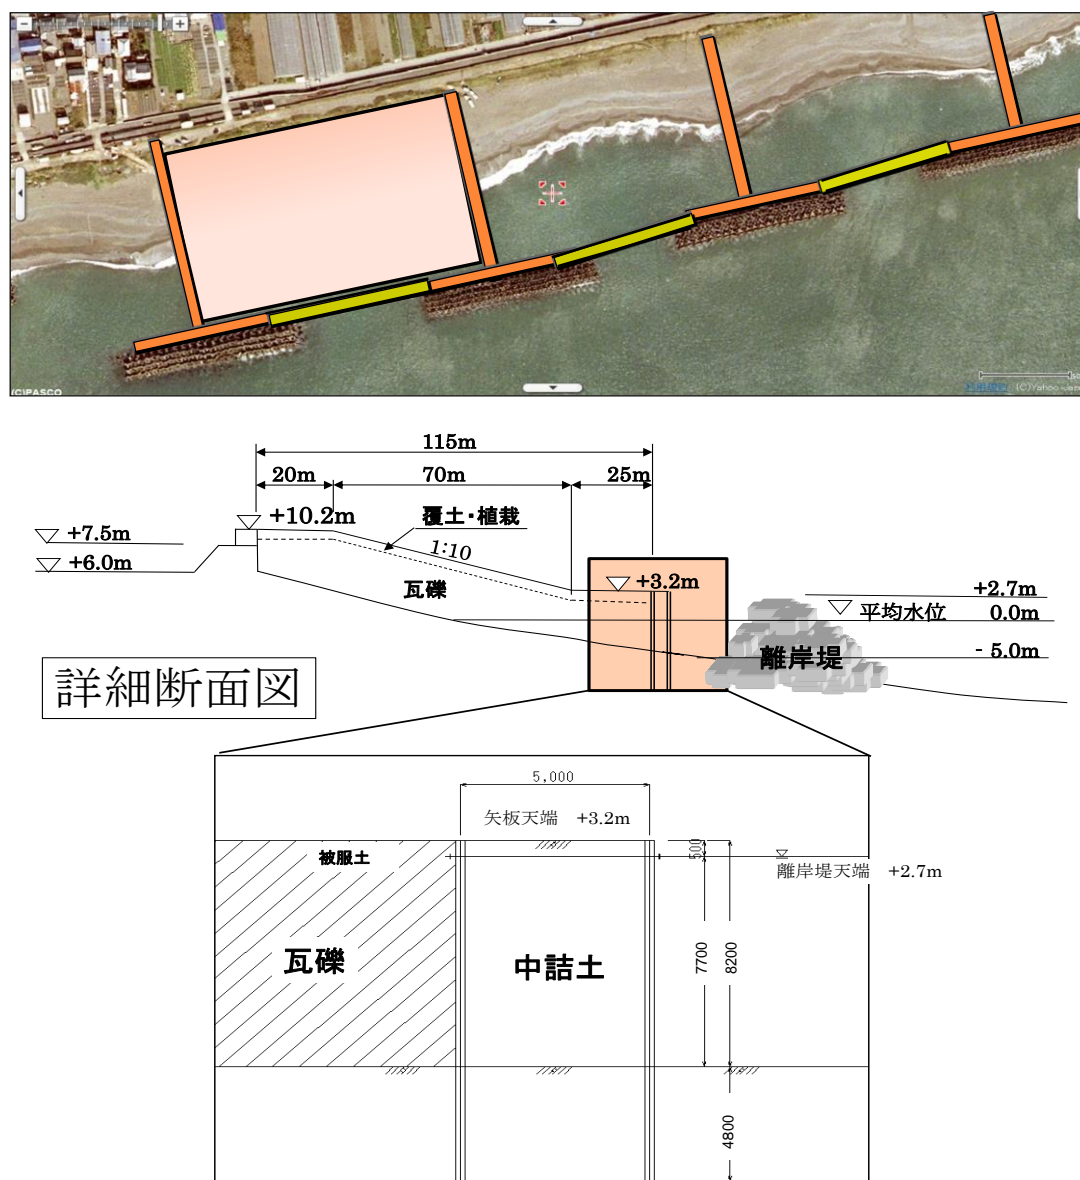 (C)PASCO
115m
20m
70m
25m
+10.2m
覆土・植栽
+7.5m
1:10
+6.0m
瓦礫
+3.2m
+2.7m
平均水位 0.0m
離岸堤
- 5.0m
詳細断面図
5,000
矢板天端 +3.2m
500
被服土
離岸堤天端 +2.7m
瓦礫
中詰土
7700
8200
4800